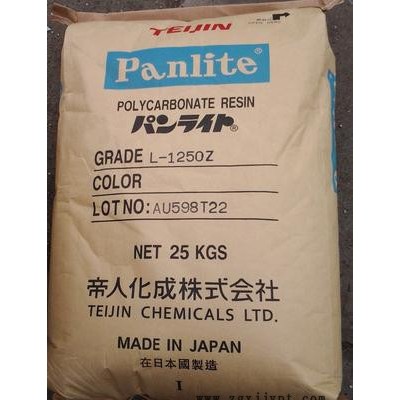 TEIJIN
Panlite®
POLYCARBONATE RESIN
パンライト®
GRADE L-1250Z
COLOR
LOT NO: AU598T22
NET 25 KGS
帝人化成株式会社
TEIJIN CHEMICALS LTD.
MADE IN JAPAN
在日本國製造
I